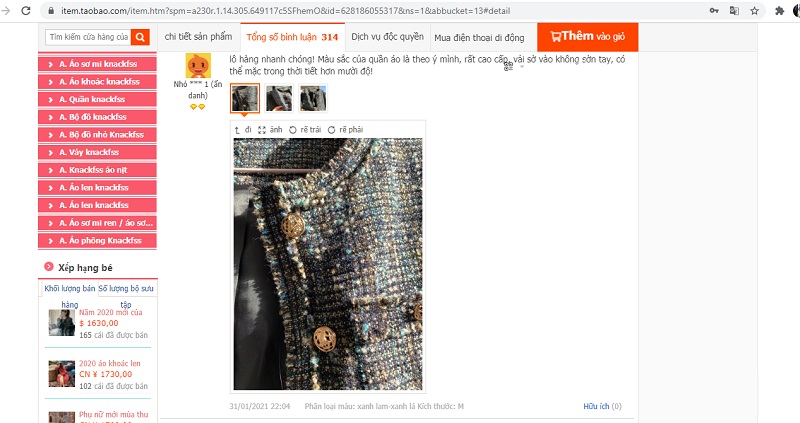 item.taobao.com/item.htm?spm=a230r.1.14.305.649117c5SFhemO&id=628186055317&ns=1&abbucket=13#detail
Tìm kiếm cửa hàng của
chi tiết sản phẩm
Tổng số bình luận 314
Dịch vụ độc quyền
Mua điện thoại di động
Thêm vào giỏ
A. Áo sơ mi knackfss
A. Áo khoác knackfss
A. Quần knackfss
A. Bộ đồ knackfss
A. Bộ đồ nhỏ Knackfss
A. Váy knackfss
A. Knackfss áo nịt
A. Áo len knackfss
A. Áo len knackfss
A. Áo sơ mi ren / áo sơ...
A. Áo phông Knackfss
Xếp hạng bé
Khối lượng bán hàng
Số lượng bộ sưu tập
Năm 2020 mới của
$ 1630,00
165 cái đã được bán
2020 áo khoác len
CN ¥ 1730,00
102 cái đã được bán
Phụ nữ mới mùa thu
Nhỏ *** 1 (ẩn danh)
lô hàng nhanh chóng! Màu sắc của quần áo là theo ý mình, rất cao cấp, vải sờ vào không sờn tay, có
thể mặc trong thời tiết hơn mười độ!
đi
ảnh
rẽ trái
rẽ phải
31/01/2021 22:04
Phân loại màu: xanh lam-xanh lá Kích thước: M
Hữu ích (0)